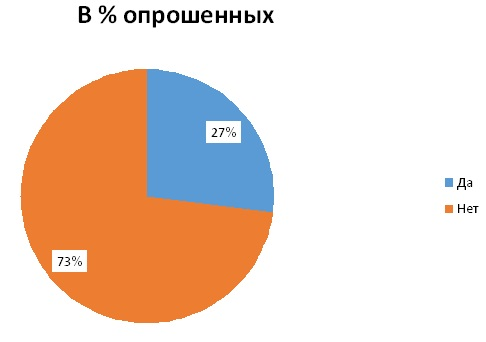 В % опрошенных
27%
Да
Нет
73%